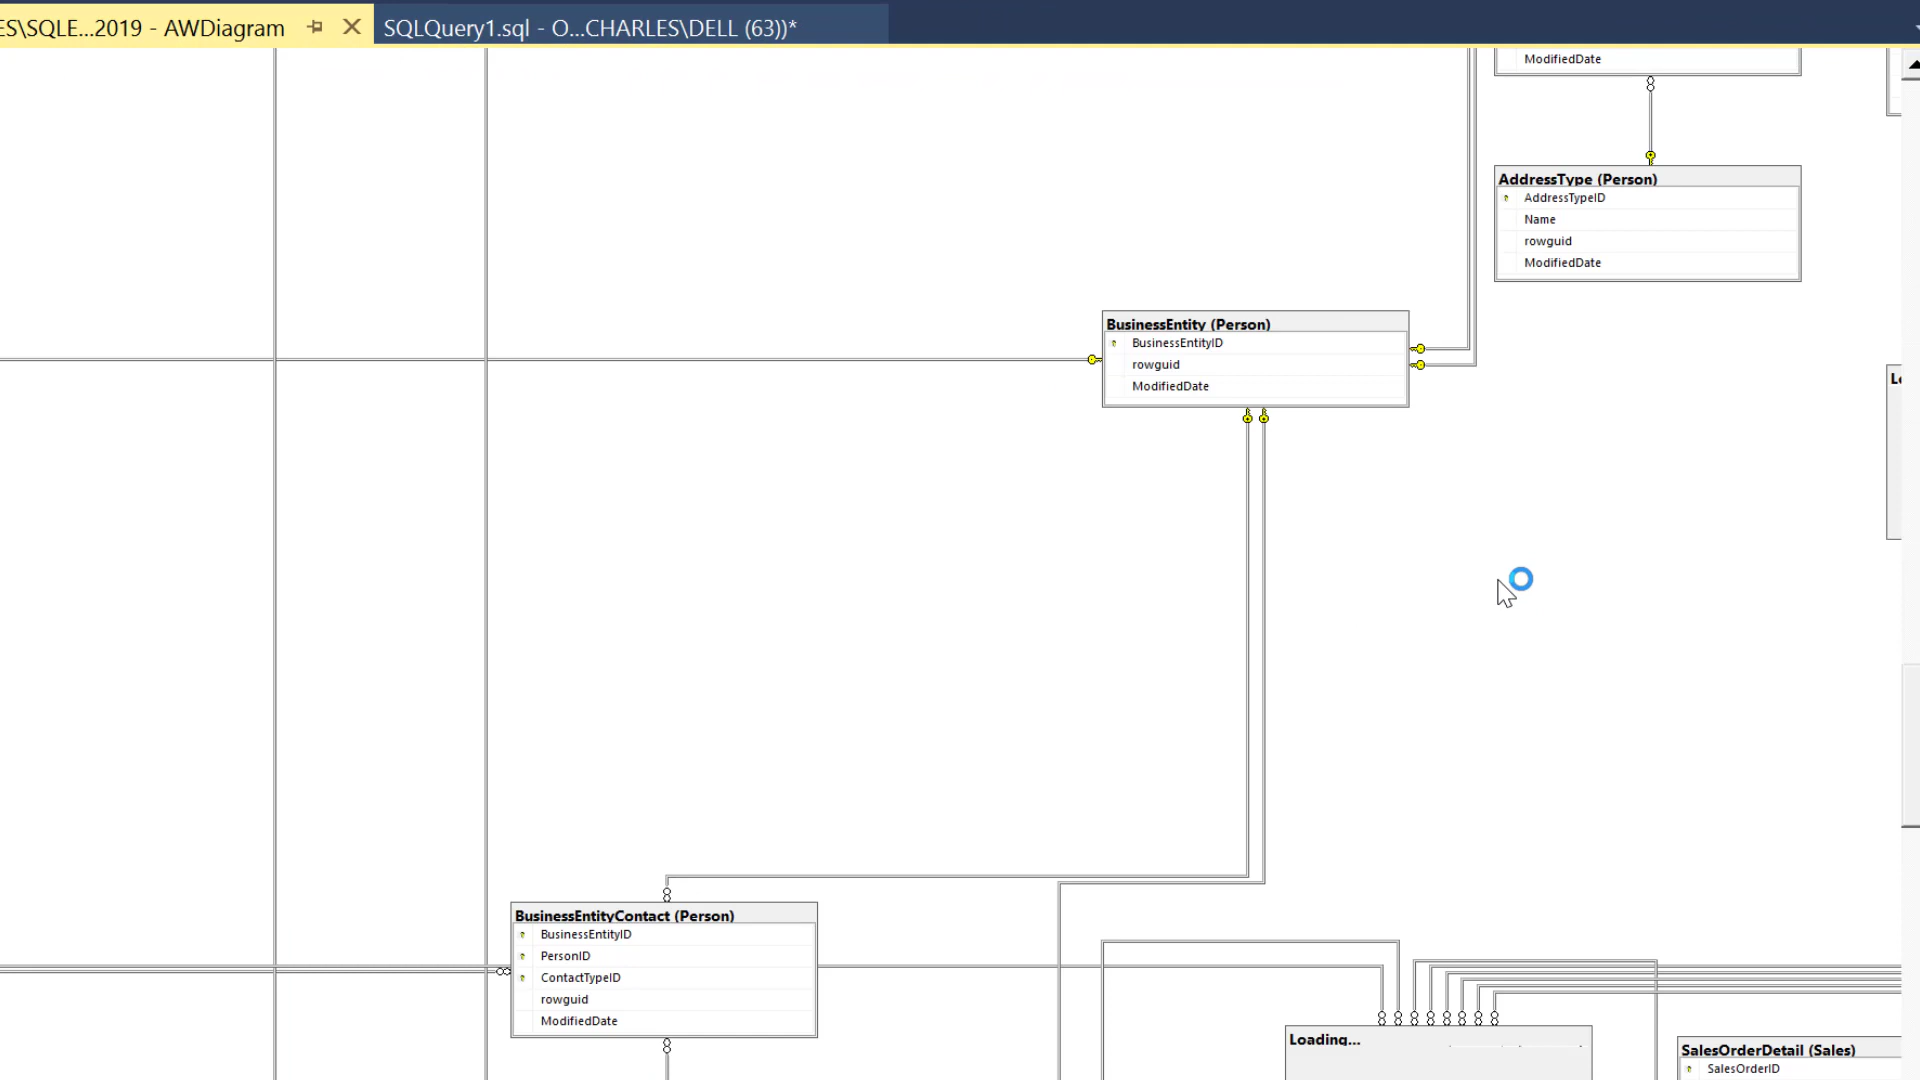 ES\SQLE...2019 - AWDiagram
SQLQuery1.sql - O...CHARLES\DELL (63))*
ModifiedDate
AddressType (Person)
AddressTypeID
Name
rowguid
ModifiedDate
BusinessEntity (Person)
BusinessEntityID
rowguid
ModifiedDate
BusinessEntityContact (Person)
BusinessEntityID
PersonID
ContactTypeID
rowguid
ModifiedDate
Loading...
SalesOrderDetail (Sales)
SalesOrderID